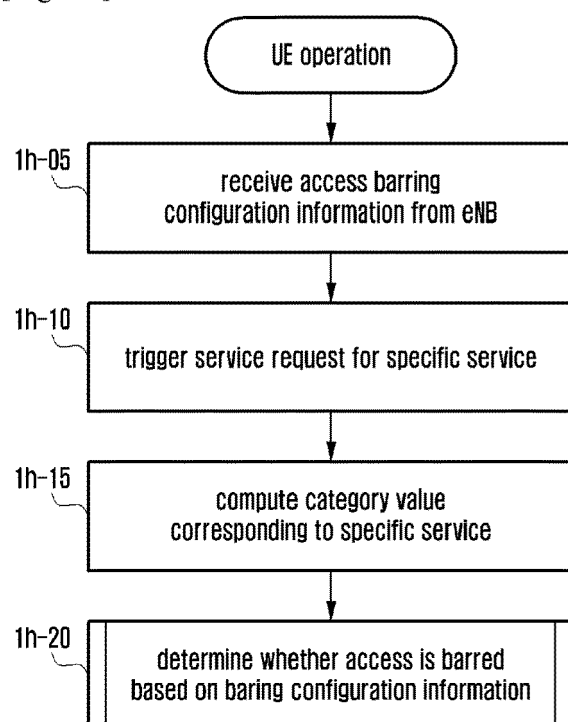 UE operation
1h-05
receive access barring
configuration information from eNB
1h-10
trigger service request for specific service
1h-15
compute category value
corresponding to specific service
1h-20
determine whether access is barred
based on baring configuration information